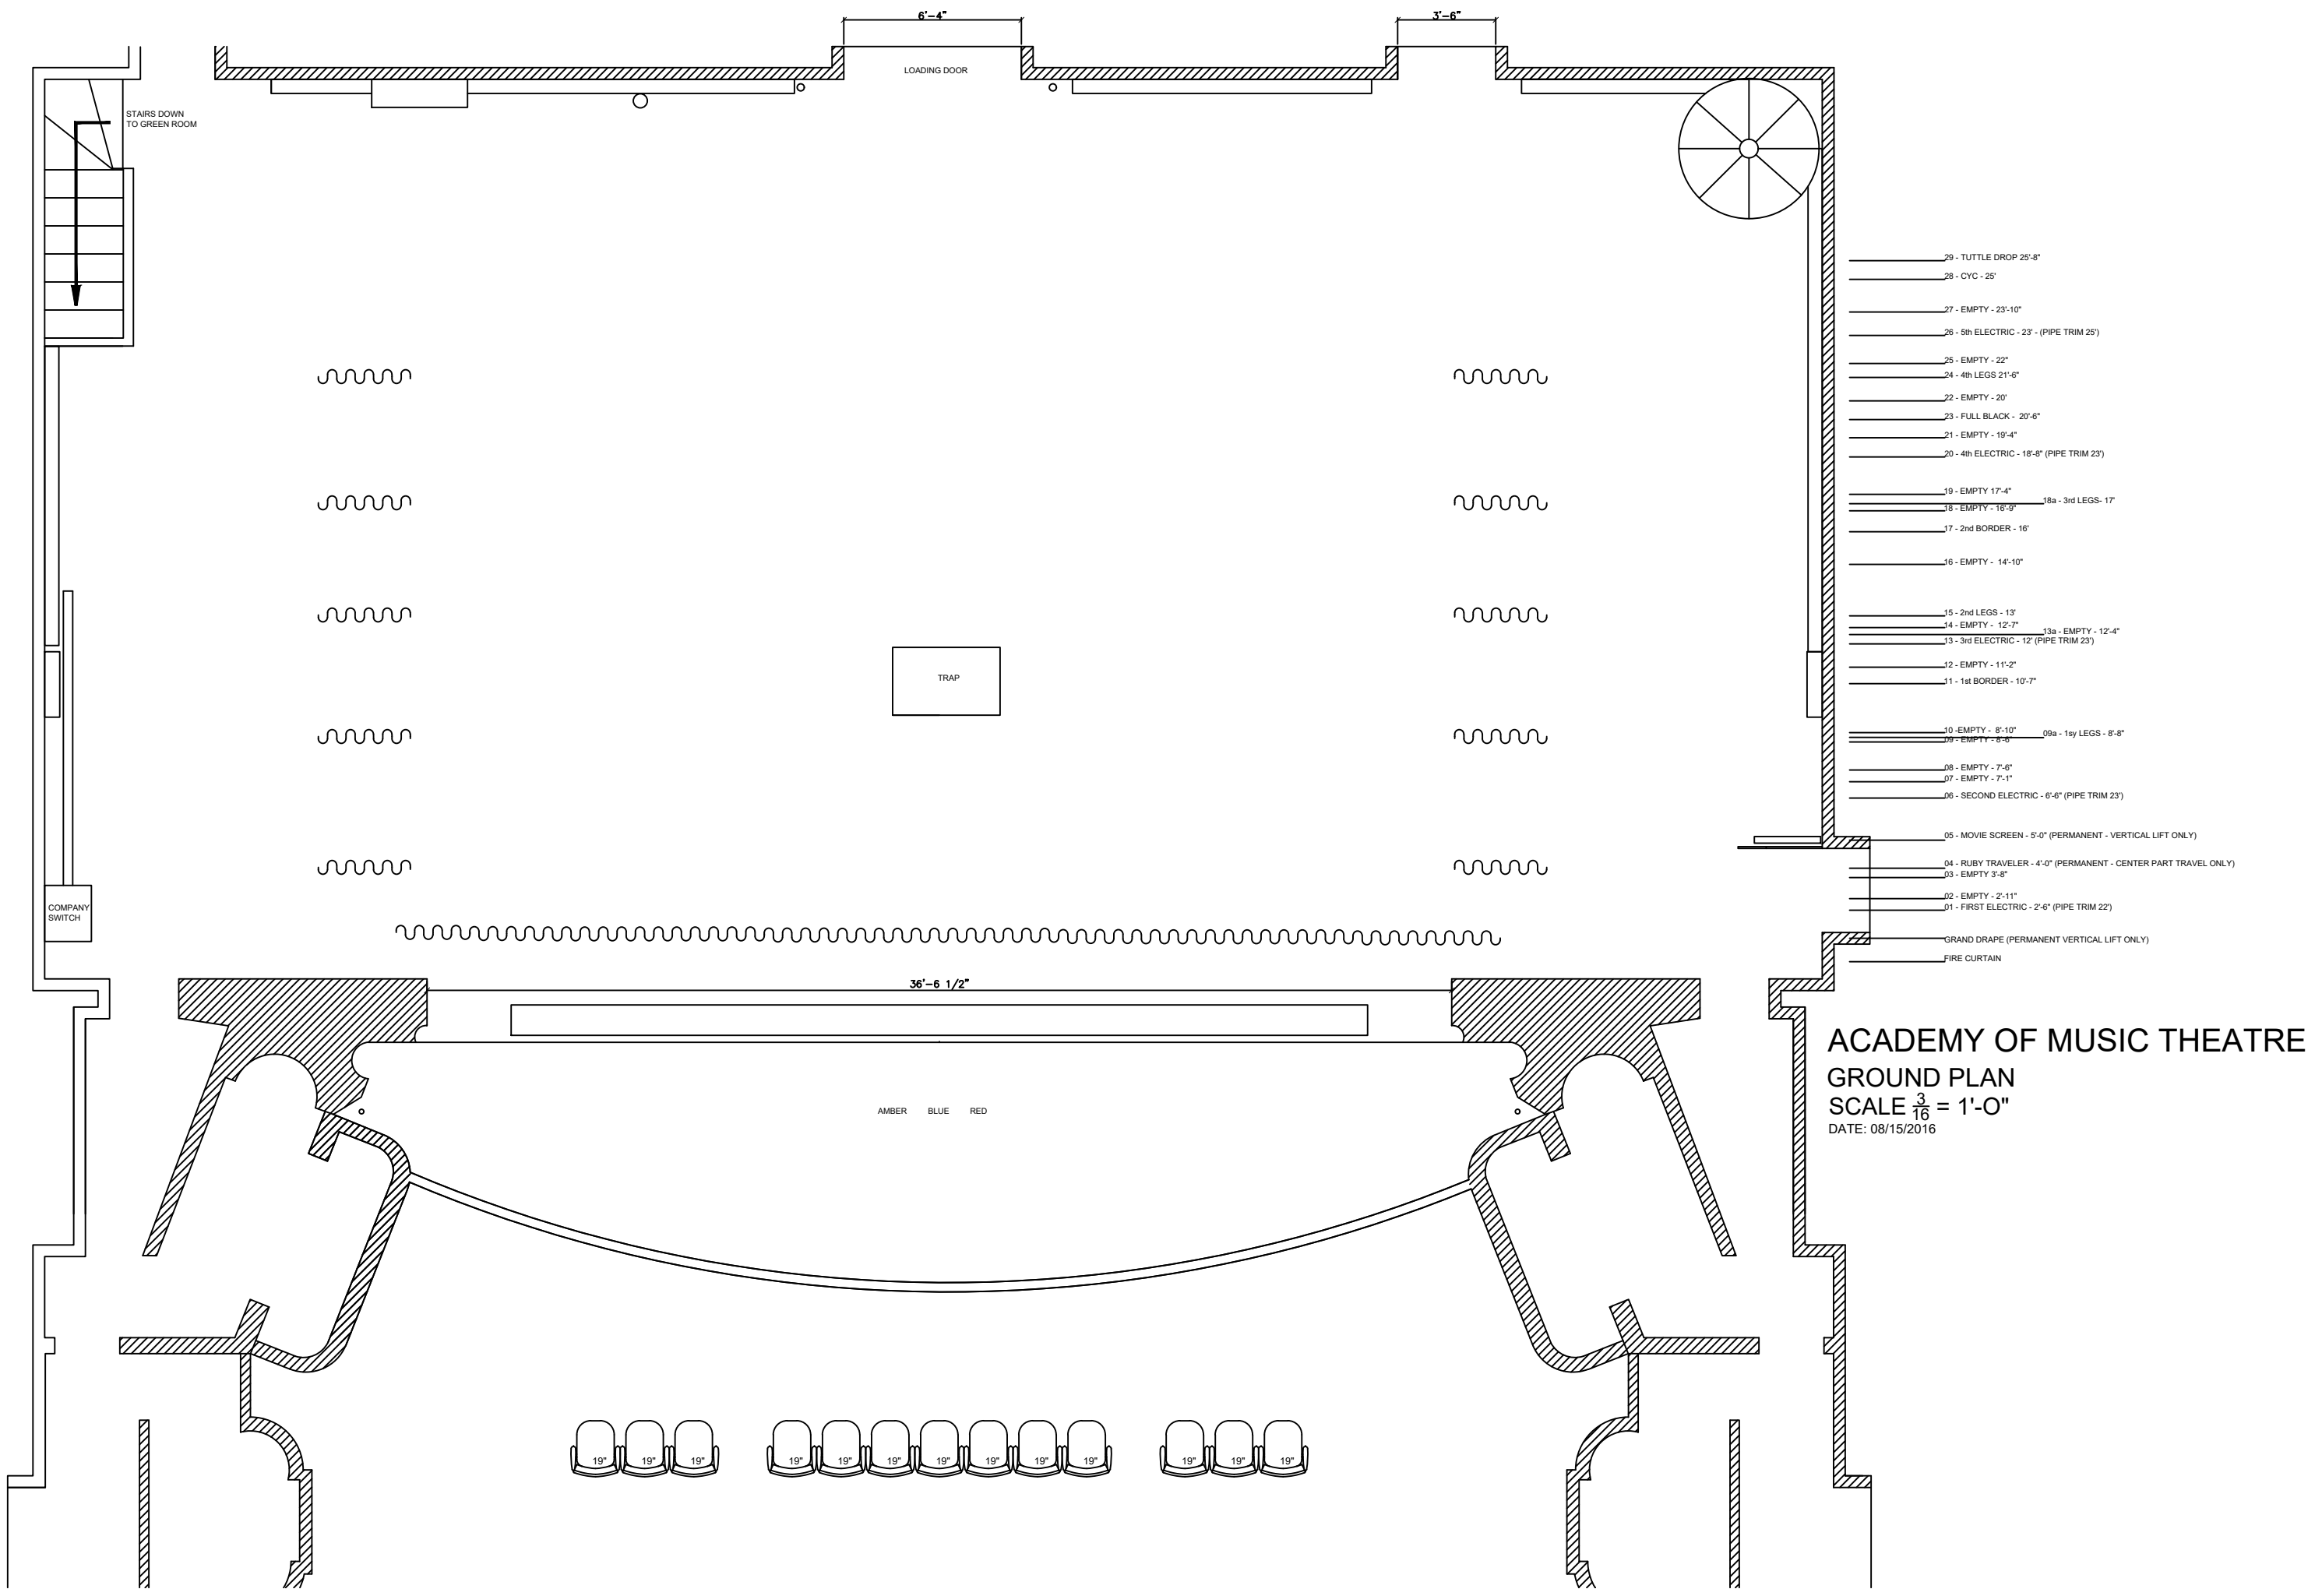 6'-4"
3'-6"
LOADING DOOR
STAIRS DOWN
TO GREEN ROOM
29 - TUTTLE DROP 25'-8"
28 - CYC - 25'
27 - EMPTY - 23'-10"
26 - 5th ELECTRIC - 23' - (PIPE TRIM 25')
25 - EMPTY - 22"
24 - 4th LEGS 21'-6"
22 - EMPTY - 20'
23 - FULL BLACK - 20'-6"
21 - EMPTY - 19'-4"
20 - 4th ELECTRIC - 18'-8" (PIPE TRIM 23')
19 - EMPTY 17'-4"
18a - 3rd LEGS- 17'
18 - EMPTY - 16'-9"
17 - 2nd BORDER - 16'
16 - EMPTY - 14'-10"
15 - 2nd LEGS - 13'
14 - EMPTY - 12'-7"
13a - EMPTY - 12'-4"
13 - 3rd ELECTRIC - 12' (PIPE TRIM 23')
12 - EMPTY - 11'-2"
11 - 1st BORDER - 10'-7"
TRAP
10 -EMPTY - 8'-10"
09a - 1sy LEGS - 8'-8"
09 - EMPTY - 8'-6"
08 - EMPTY - 7'-6"
07 - EMPTY - 7'-1"
06 - SECOND ELECTRIC - 6'-6" (PIPE TRIM 23')
05 - MOVIE SCREEN - 5'-0" (PERMANENT - VERTICAL LIFT ONLY)
04 - RUBY TRAVELER - 4'-0" (PERMANENT - CENTER PART TRAVEL ONLY)
03 - EMPTY 3'-8"
02 - EMPTY - 2'-11"
01 - FIRST ELECTRIC - 2'-6" (PIPE TRIM 22')
COMPANY
SWITCH
GRAND DRAPE (PERMANENT VERTICAL LIFT ONLY)
FIRE CURTAIN
36'-6 1/2"
ACADEMY OF MUSIC THEATRE
GROUND PLAN
SCALE 3/16 = 1'-O"
DATE: 08/15/2016
AMBER BLUE RED
19" 19" 19" 19" 19" 19" 19" 19" 19" 19" 19" 19" 19"